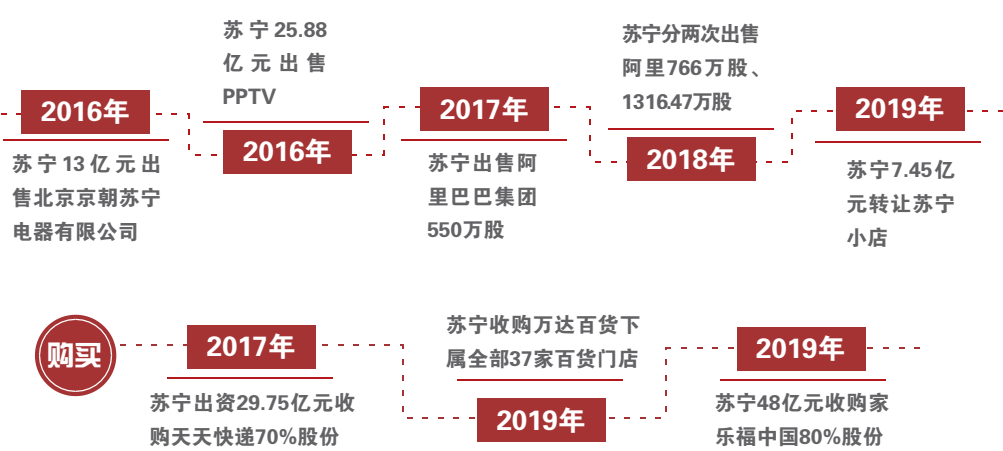 2016年
苏宁13亿元出
售北京京朝苏宁
电器有限公司
苏宁25.88
亿元出售
PPTV
2016年
2017年
苏宁出售阿
里巴巴集团
550万股
苏宁分两次出售
阿里766万股、
1316.47万股
2018年
2019年
苏宁7.45亿
元转让苏宁
小店
购买
2017年
苏宁出资29.75亿元收
购天天快递70%股份
苏宁收购万达百货下
属全部37家百货门店
2019年
2019年
苏宁48亿元收购家
乐福中国80%股份